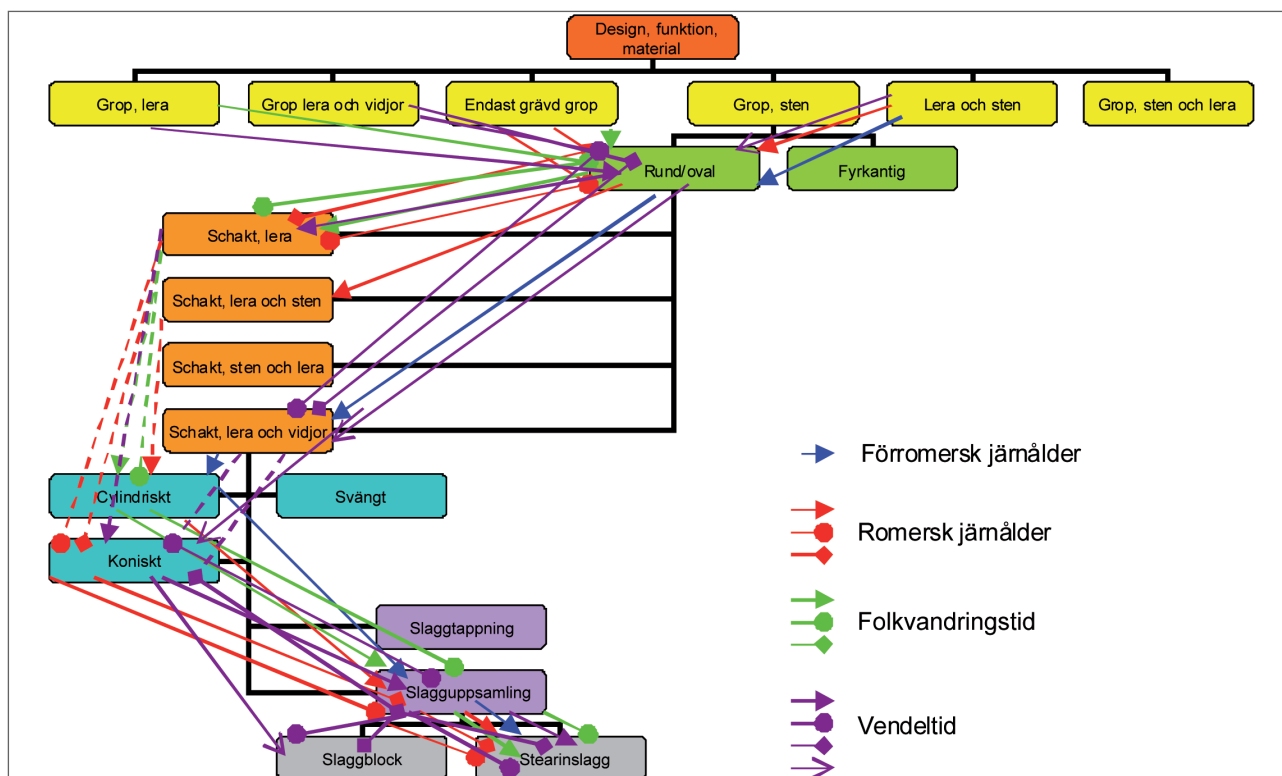 Design, funktion,
material
Grop, lera
Grop lera och vidjor
Endast grävd grop
Grop, sten
Lera och sten
Grop, sten och lera
Rund/oval
Fyrkantig
Schakt, lera
Schakt, lera och sten
Schakt, sten och lera
Schakt, lera och vidjor
Cylindriskt
Svängt
Koniskt
Slaggtappning
Slagguppsamling
Slaggblock
Stearinslagg
Förromersk järnålder
Romersk järnålder
Folkvandringstid
Vendeltid